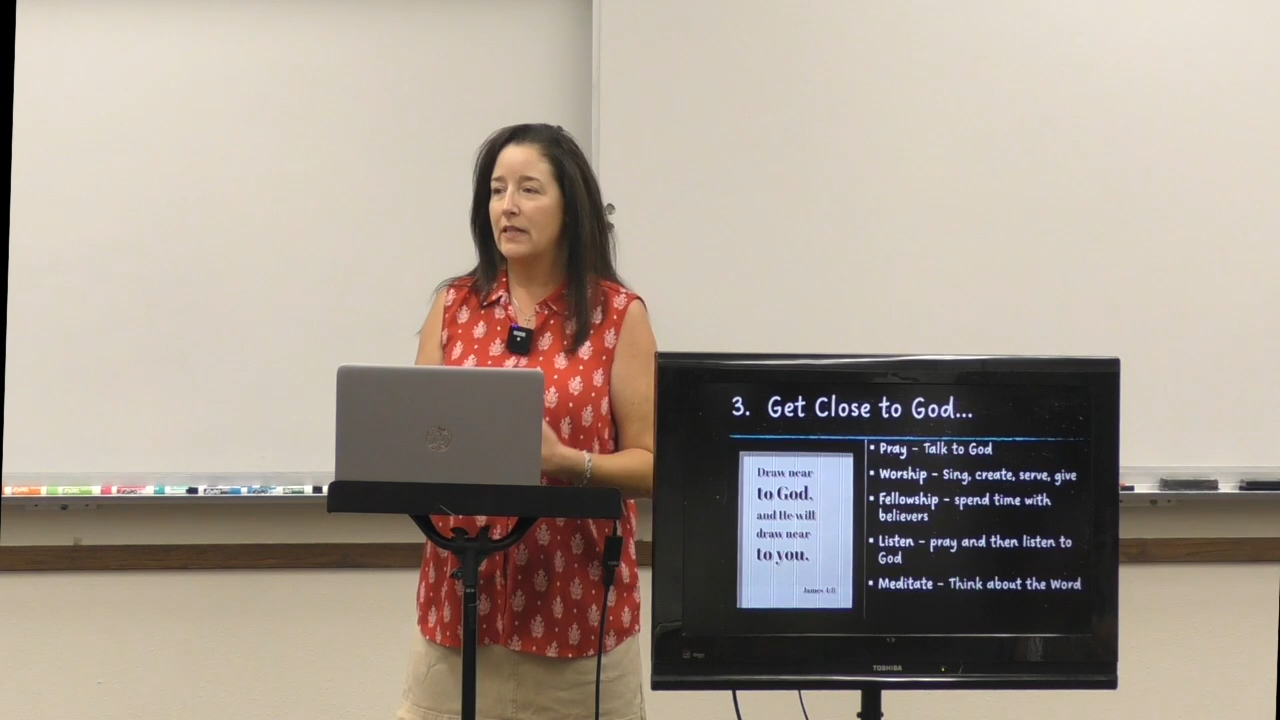 3. Get Close to God...
Draw near
to God,
and He will
draw near
to you.
James 4:8
▪ Pray – Talk to God
▪ Worship – Sing, create, serve, give
▪ Fellowship – spend time with
believers
▪ Listen – pray and then listen to
God
▪ Meditate – Think about the Word
TOSHIBA